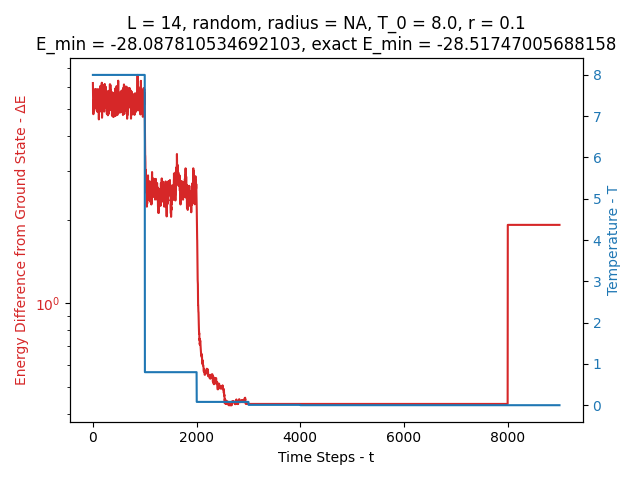 L = 14, random, radius = NA, T_0 = 8.0, r = 0.1
E_min = -28.087810534692103, exact E_min = -28.51747005688158
Energy Difference from Ground State - ΔE
10⁰
8
7
6
5
4
3
2
1
0
Temperature - T
0 2000 4000 6000 8000
Time Steps - t